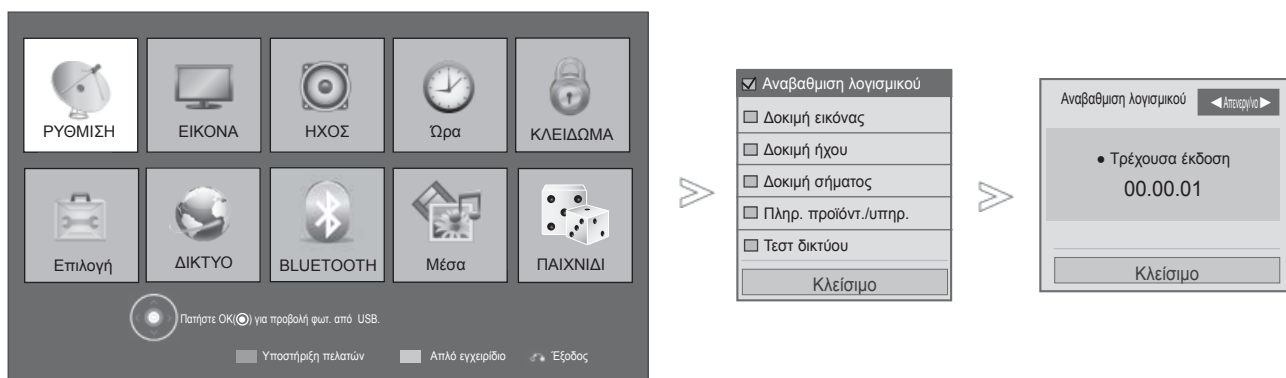 ΡΥΘΜΙΣΗ
ΕΙΚΟΝΑ
ΗΧΟΣ
Ώρα
ΚΛΕΙΔΩΜΑ
Επιλογή
ΔΙΚΤΥΟ
BLUETOOTH
Μέσα
ΠΑΙΧΝΙΔΙ
Πατήστε OK(◉) για προβολή φωτ. από USB.
Υποστήριξη πελατών
Απλό εγχειρίδιο
Έξοδος
Αναβαθμιση λογισμικού
Δοκιμή εικόνας
Δοκιμή ήχου
Δοκιμή σήματος
Πληρ. προϊόντ./υπηρ.
Τεστ δικτύου
Κλείσιμο
Αναβαθμιση λογισμικού ◀ Απενεργ/νο ▶
● Τρέχουσα έκδοση
00.00.01
Κλείσιμο